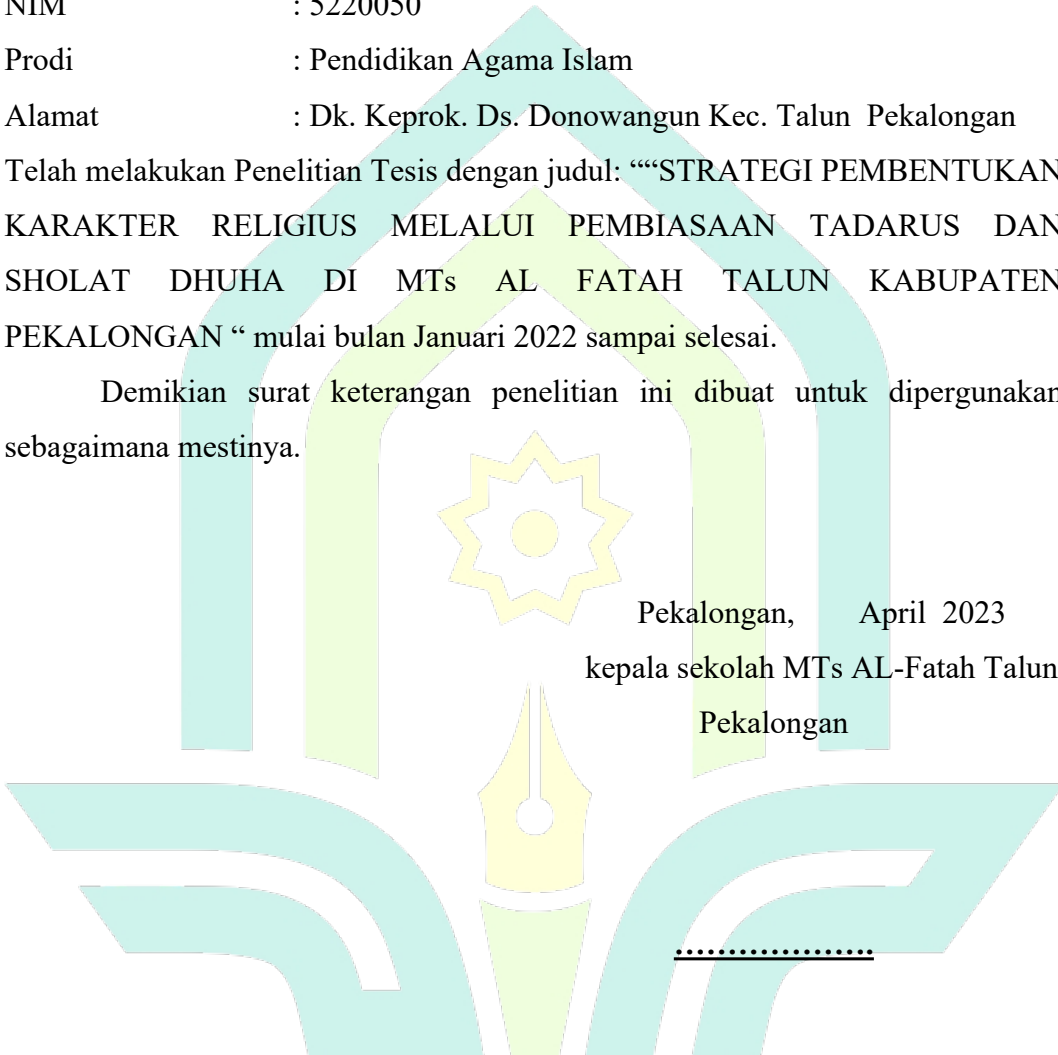 NIM : 5220050
Prodi : Pendidikan Agama Islam
Alamat : Dk. Keprok. Ds. Donowangun Kec. Talun Pekalongan
Telah melakukan Penelitian Tesis dengan judul: ““STRATEGI PEMBENTUKAN
KARAKTER RELIGIUS MELALUI PEMBIASAAN TADARUS DAN
SHOLAT DHUHA DI MTs AL FATAH TALUN KABUPATEN
PEKALONGAN “ mulai bulan Januari 2022 sampai selesai.
Demikian surat keterangan penelitian ini dibuat untuk dipergunakan
sebagaimana mestinya.
Pekalongan, April 2023
kepala sekolah MTs AL-Fatah Talun
Pekalongan
...................